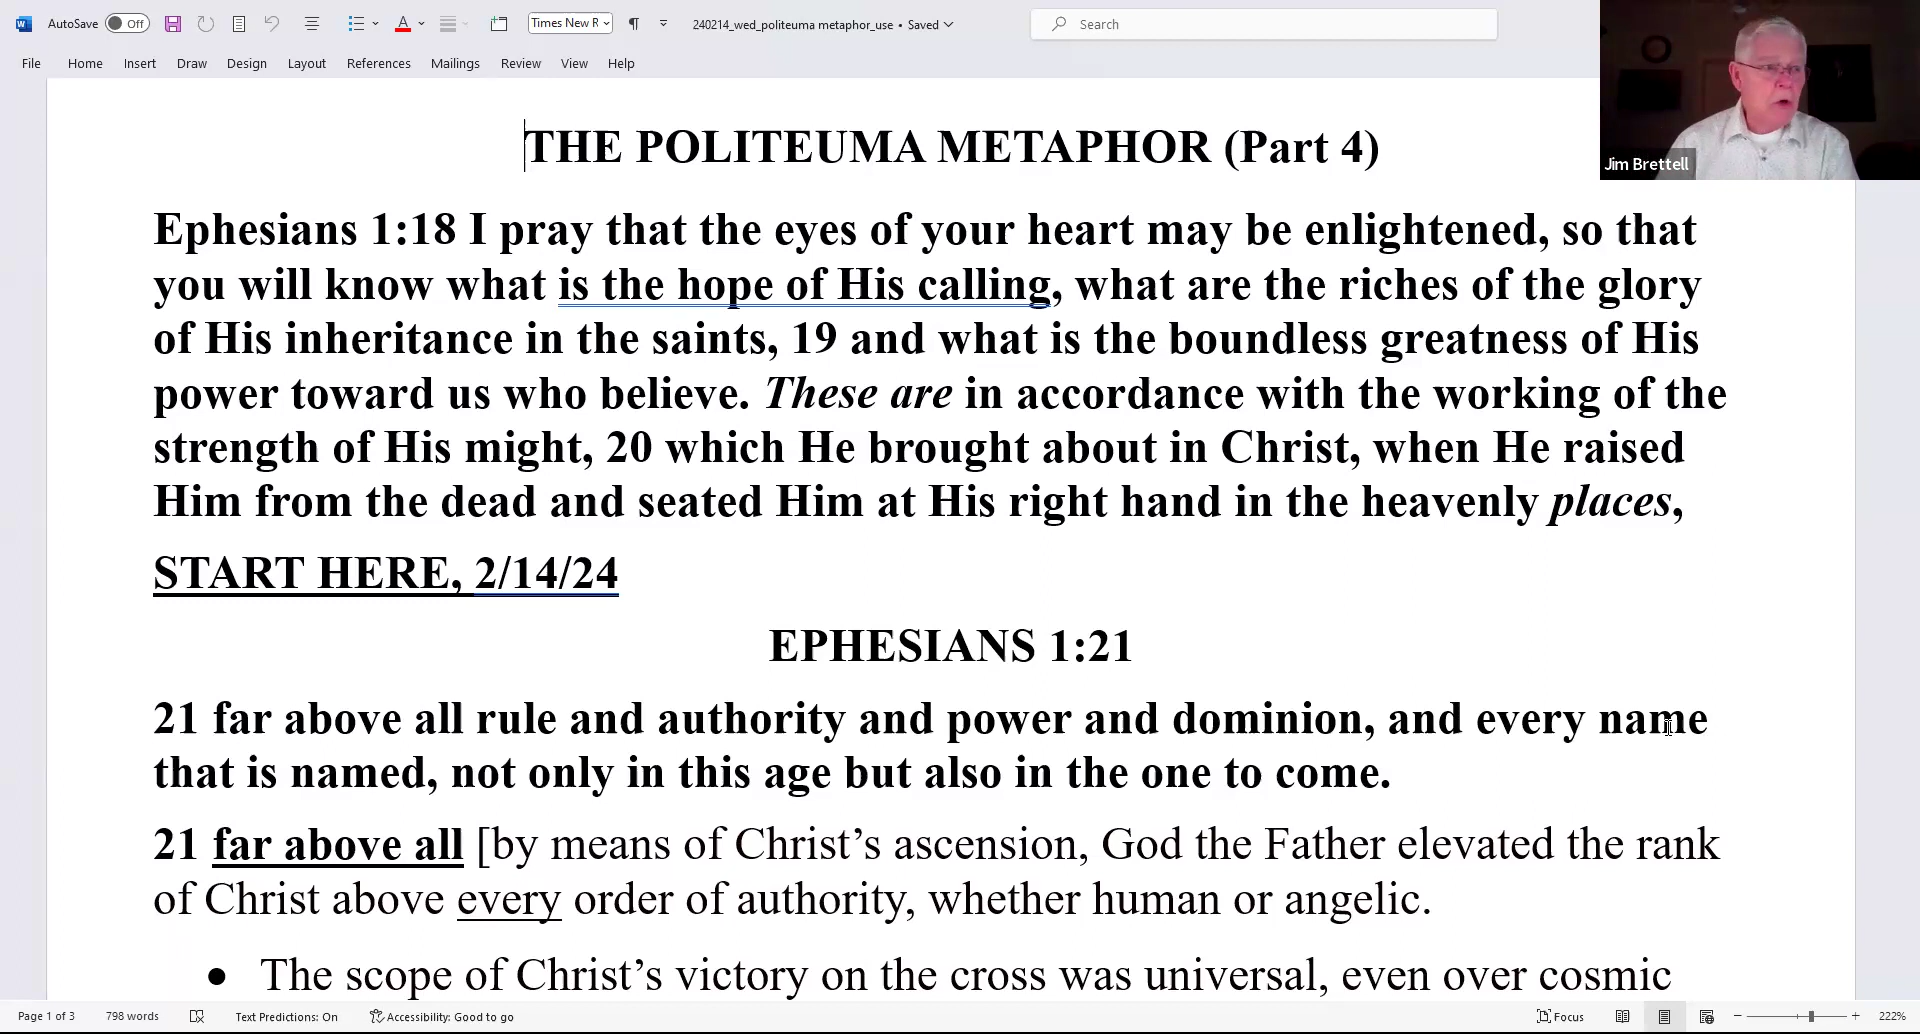 AutoSave Off Times New R 240214_wed_politeuma metaphor_use • Saved Search
File Home Insert Draw Design Layout References Mailings Review View Help
Jim Brettell
THE POLITEUMA METAPHOR (Part 4)
Ephesians 1:18 I pray that the eyes of your heart may be enlightened, so that
you will know what is the hope of His calling, what are the riches of the glory
of His inheritance in the saints, 19 and what is the boundless greatness of His
power toward us who believe. These are in accordance with the working of the
strength of His might, 20 which He brought about in Christ, when He raised
Him from the dead and seated Him at His right hand in the heavenly places,
START HERE, 2/14/24
EPHESIANS 1:21
21 far above all rule and authority and power and dominion, and every name
that is named, not only in this age but also in the one to come.
21 far above all [by means of Christ’s ascension, God the Father elevated the rank
of Christ above every order of authority, whether human or angelic.
• The scope of Christ’s victory on the cross was universal, even over cosmic
Page 1 of 3 798 words Text Predictions: On Accessibility: Good to go Focus 222%